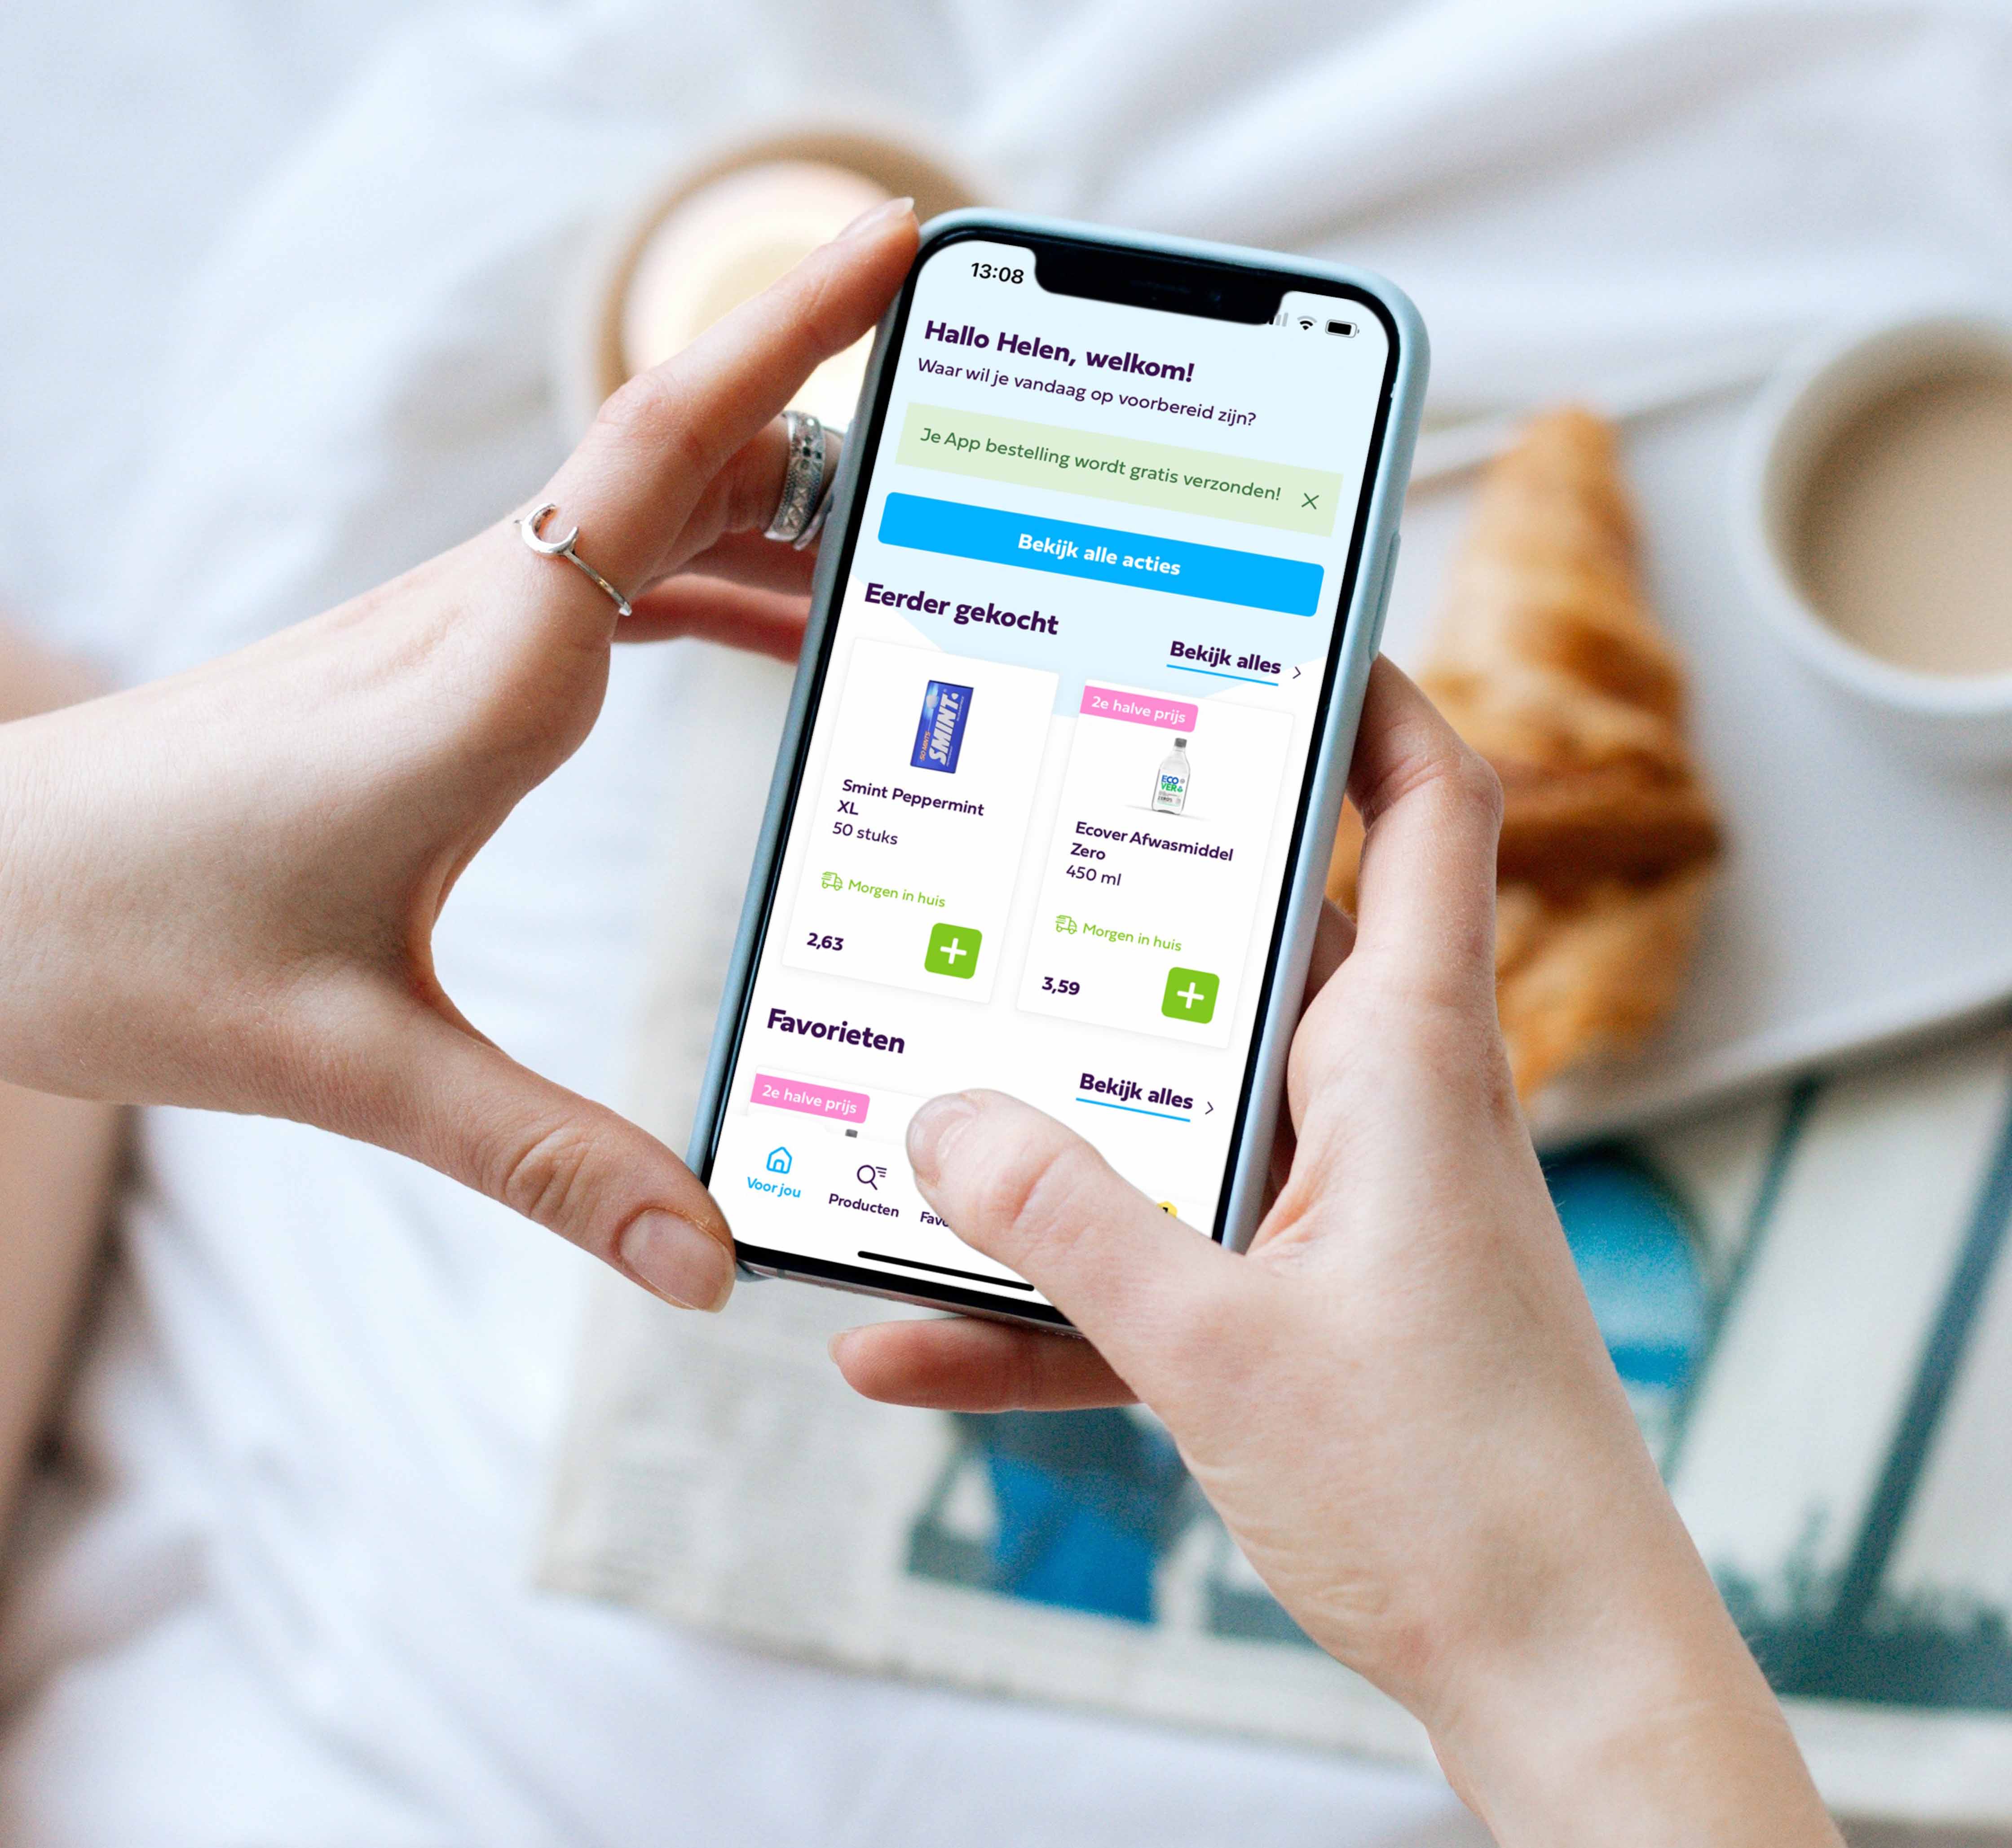 13:08
Hallo Helen, welkom!
Waar wil je vandaag op voorbereid zijn?
Je App bestelling wordt gratis verzonden!
Bekijk alle acties
Eerder gekocht
Bekijk alles
SMINT
Smint Peppermint
XL
50 stuks
Morgen in huis
2,63
2e halve prijs
ECO
VER
Ecover Afwasmiddel
Zero
450 ml
Morgen in huis
3,59
Favorieten
Bekijk alles
2e halve prijs
Voor jou
Producten